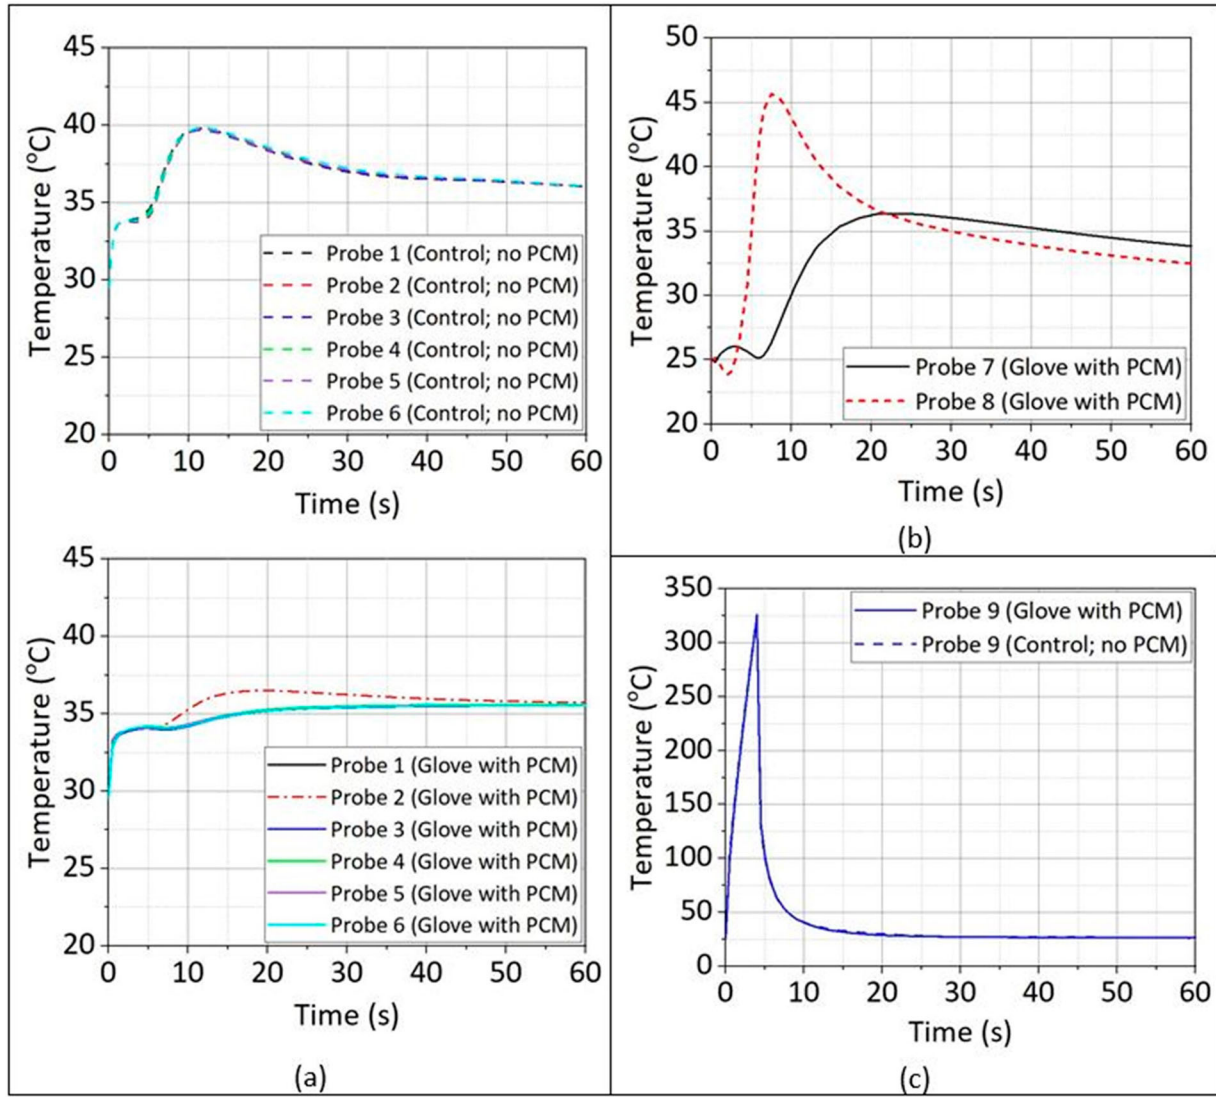 45
40
35
30
25
20
Temperature (°C)
Probe 1 (Control; no PCM)
Probe 2 (Control; no PCM)
Probe 3 (Control; no PCM)
Probe 4 (Control; no PCM)
Probe 5 (Control; no PCM)
Probe 6 (Control; no PCM)
0 10 20 30 40 50 60
Time (s)
45
40
35
30
25
20
Temperature (°C)
Probe 1 (Glove with PCM)
Probe 2 (Glove with PCM)
Probe 3 (Glove with PCM)
Probe 4 (Glove with PCM)
Probe 5 (Glove with PCM)
Probe 6 (Glove with PCM)
0 10 20 30 40 50 60
Time (s)
(a)
50
45
40
35
30
25
20
Temperature (°C)
Probe 7 (Glove with PCM)
Probe 8 (Glove with PCM)
0 10 20 30 40 50 60
Time (s)
(b)
350
300
250
200
150
100
50
0
Temperature (°C)
Probe 9 (Glove with PCM)
Probe 9 (Control; no PCM)
0 10 20 30 40 50 60
Time (s)
(c)